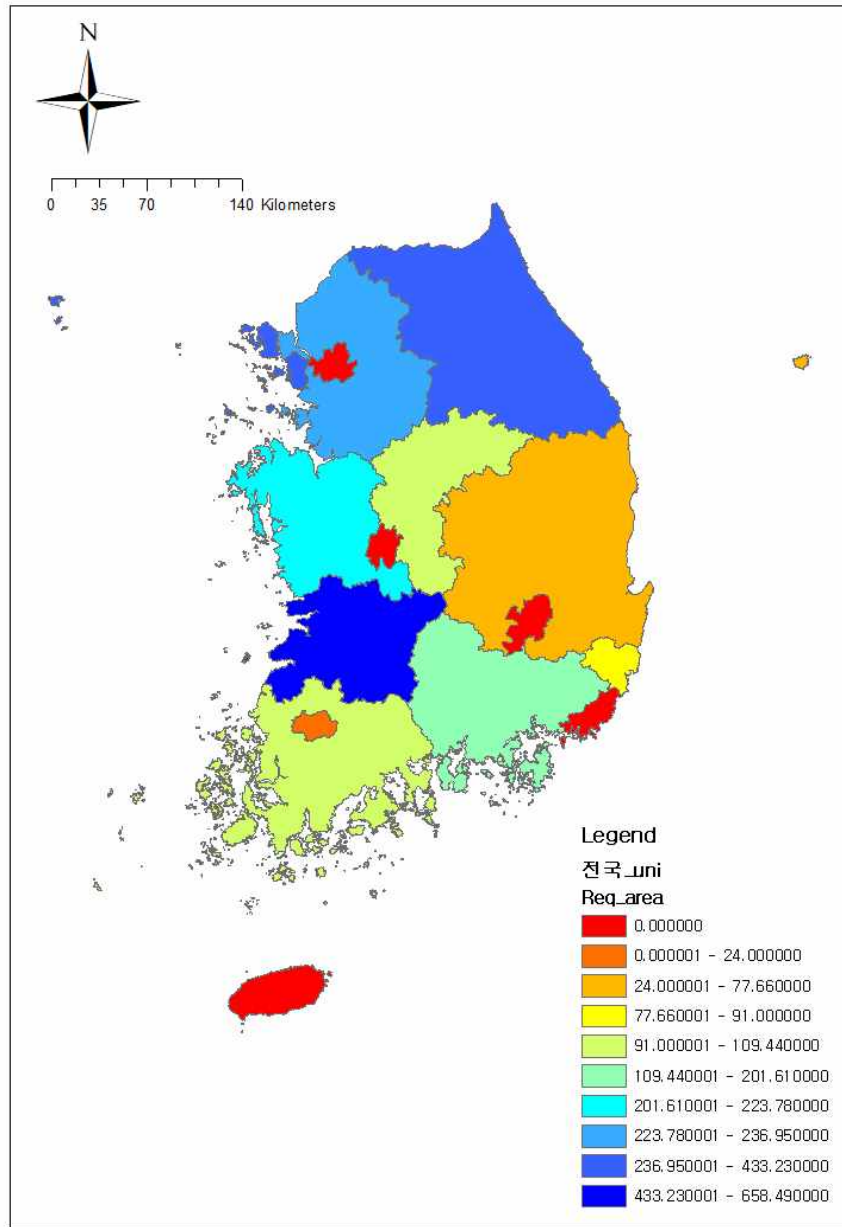 N
0 35 70 140 Kilometers
Legend
전국_uni
Req_area
0.000000
0.000001 - 24.000000
24.000001 - 77.660000
77.660001 - 91.000000
91.000001 - 109.440000
109.440001 - 201.610000
201.610001 - 223.780000
223.780001 - 236.950000
236.950001 - 433.230000
433.230001 - 658.490000